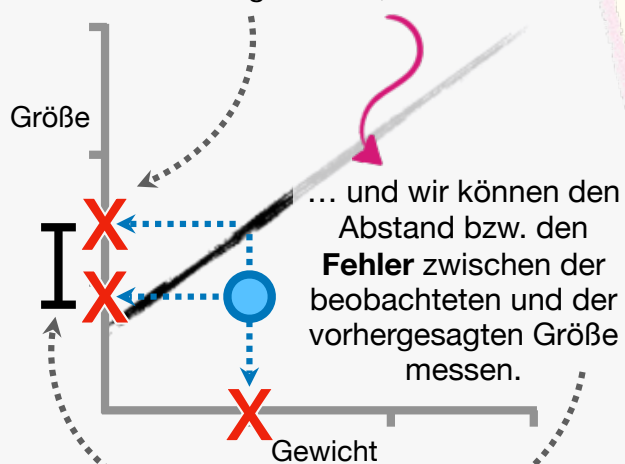 Größe
… und wir können den
Abstand bzw. den
Fehler zwischen der
beobachteten und der
vorhergesagten Größe
messen.
Gewicht